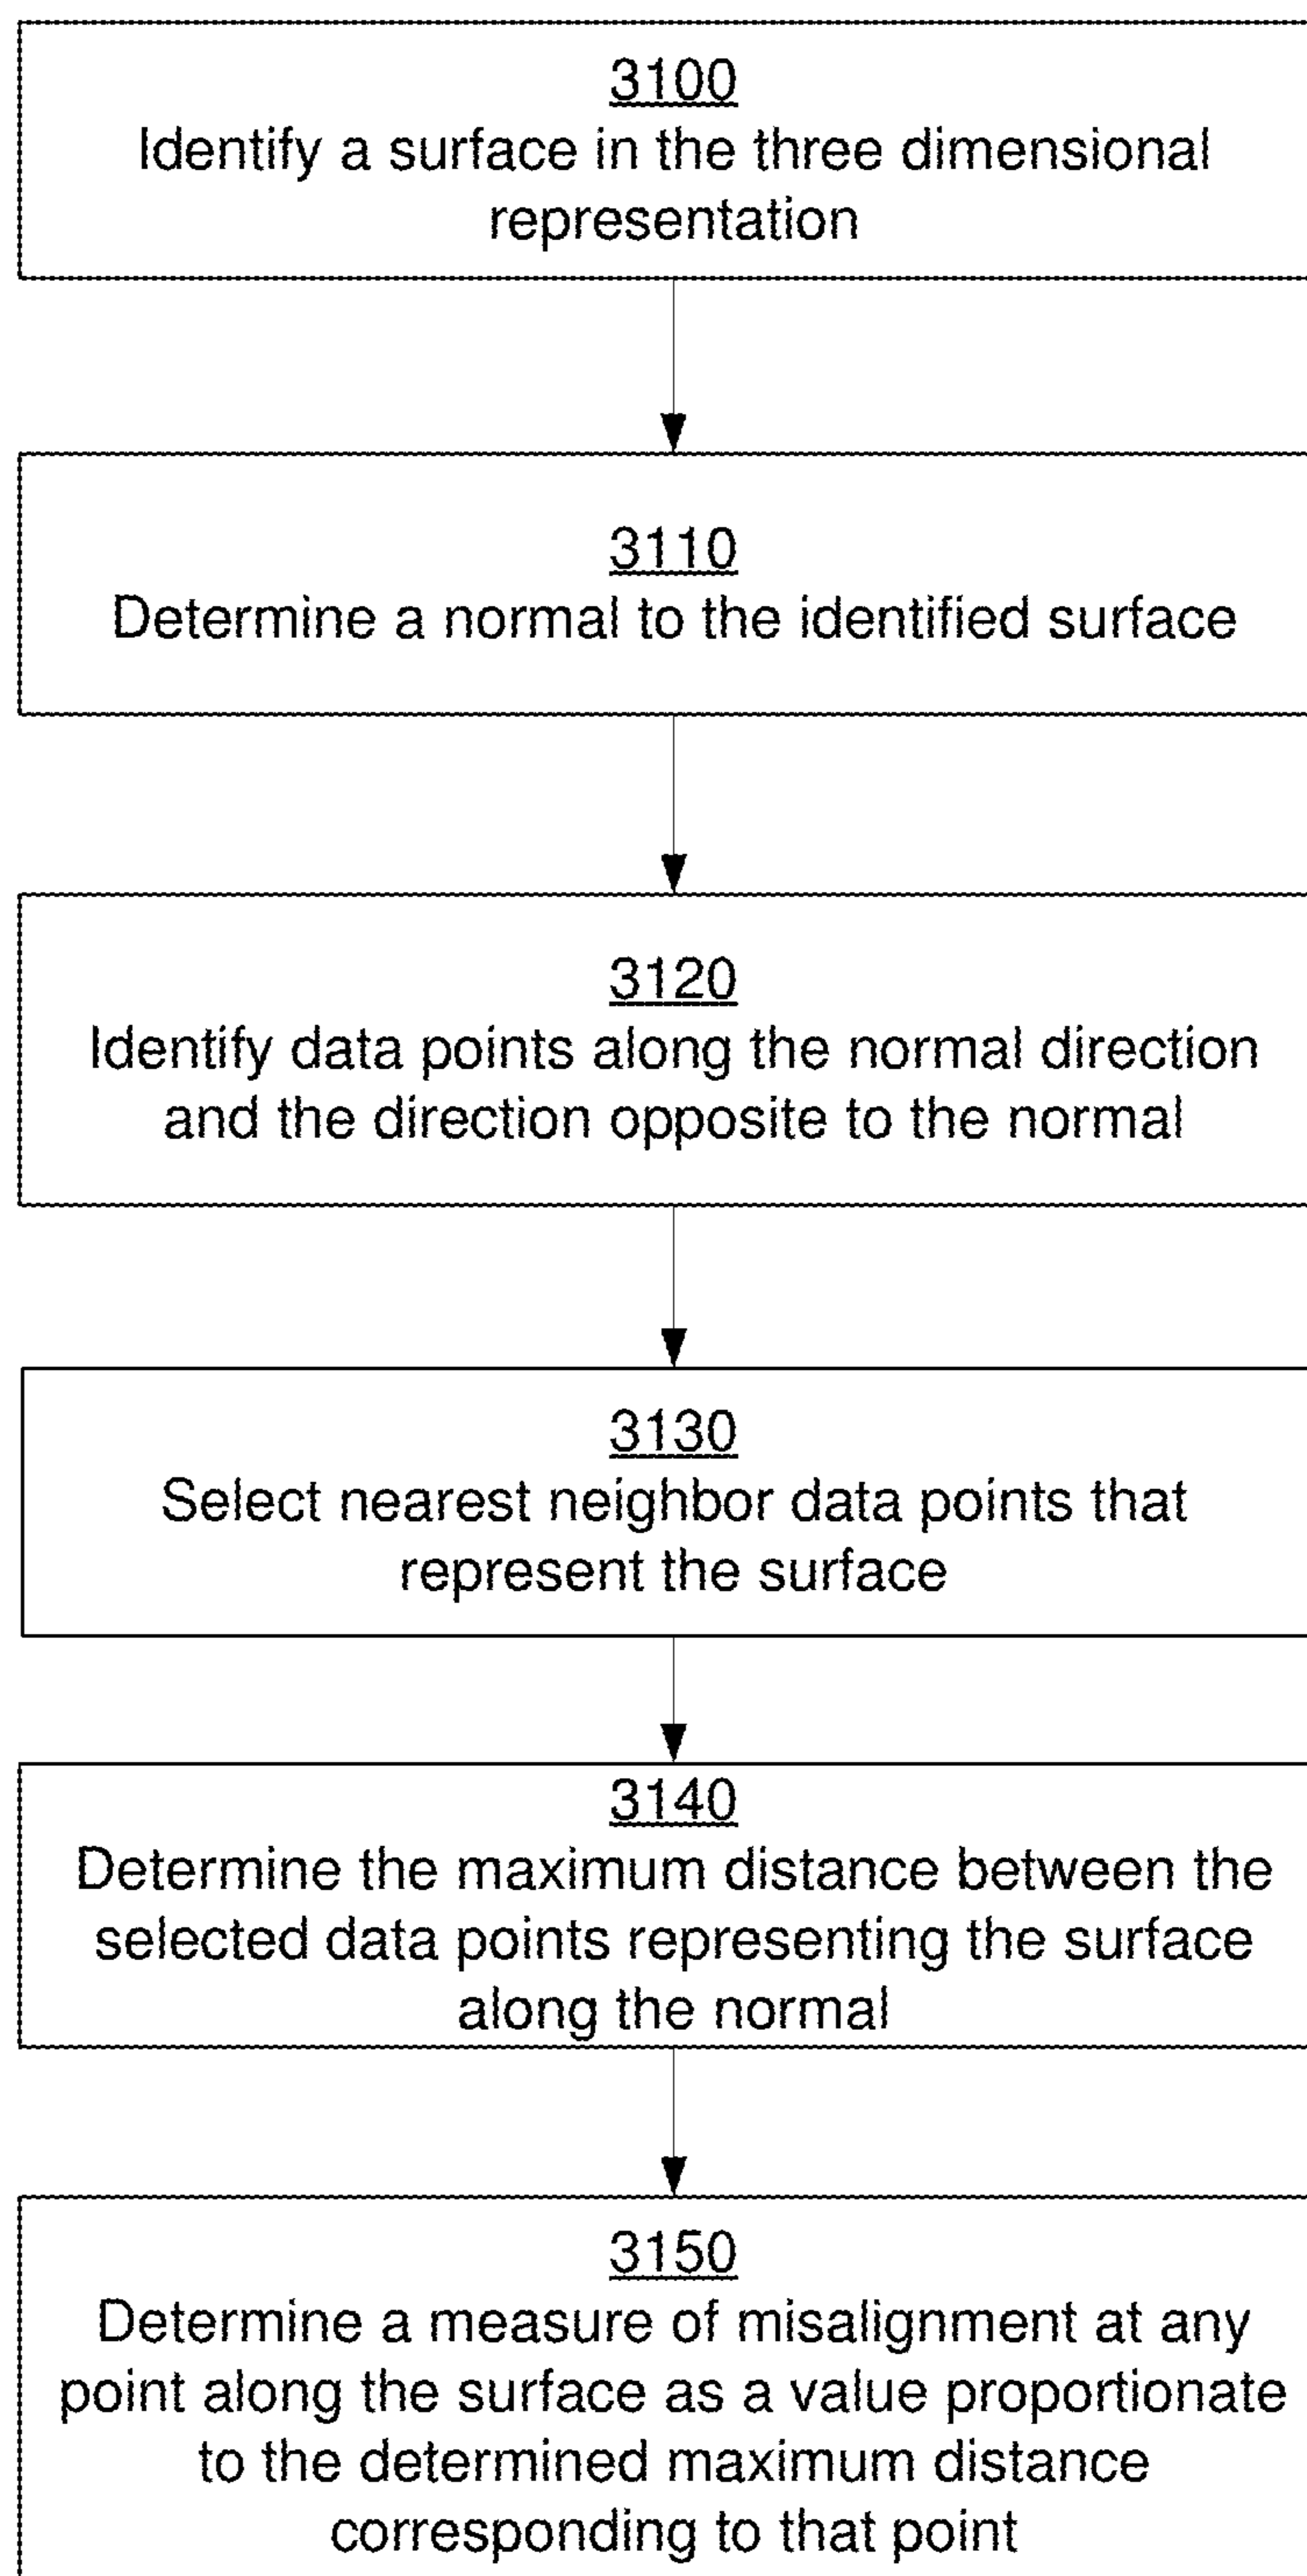 3100
Identify a surface in the three dimensional
representation
3110
Determine a normal to the identified surface
3120
Identify data points along the normal direction
and the direction opposite to the normal
3130
Select nearest neighbor data points that
represent the surface
3140
Determine the maximum distance between the
selected data points representing the surface
along the normal
3150
Determine a measure of misalignment at any
point along the surface as a value proportionate
to the determined maximum distance
corresponding to that point